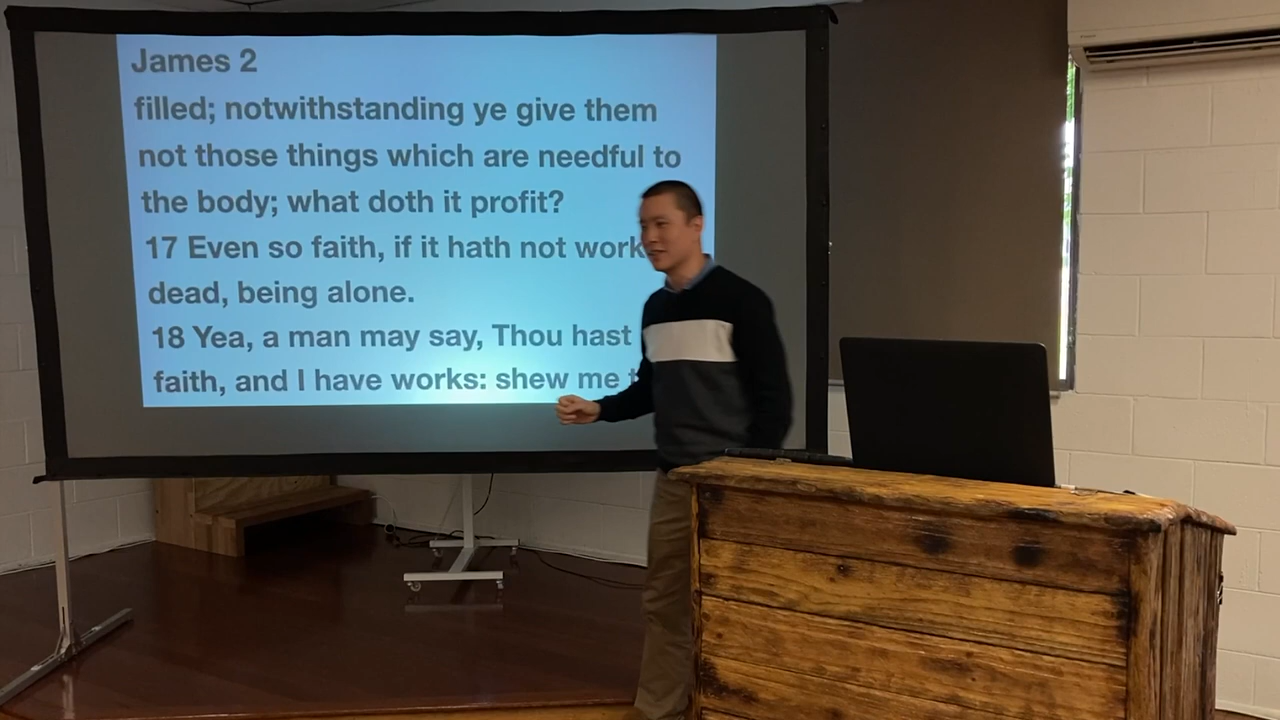 James 2
filled; notwithstanding ye give them
not those things which are needful to
the body; what doth it profit?
17 Even so faith, if it hath not work
dead, being alone.
18 Yea, a man may say, Thou hast
faith, and I have works: shew me